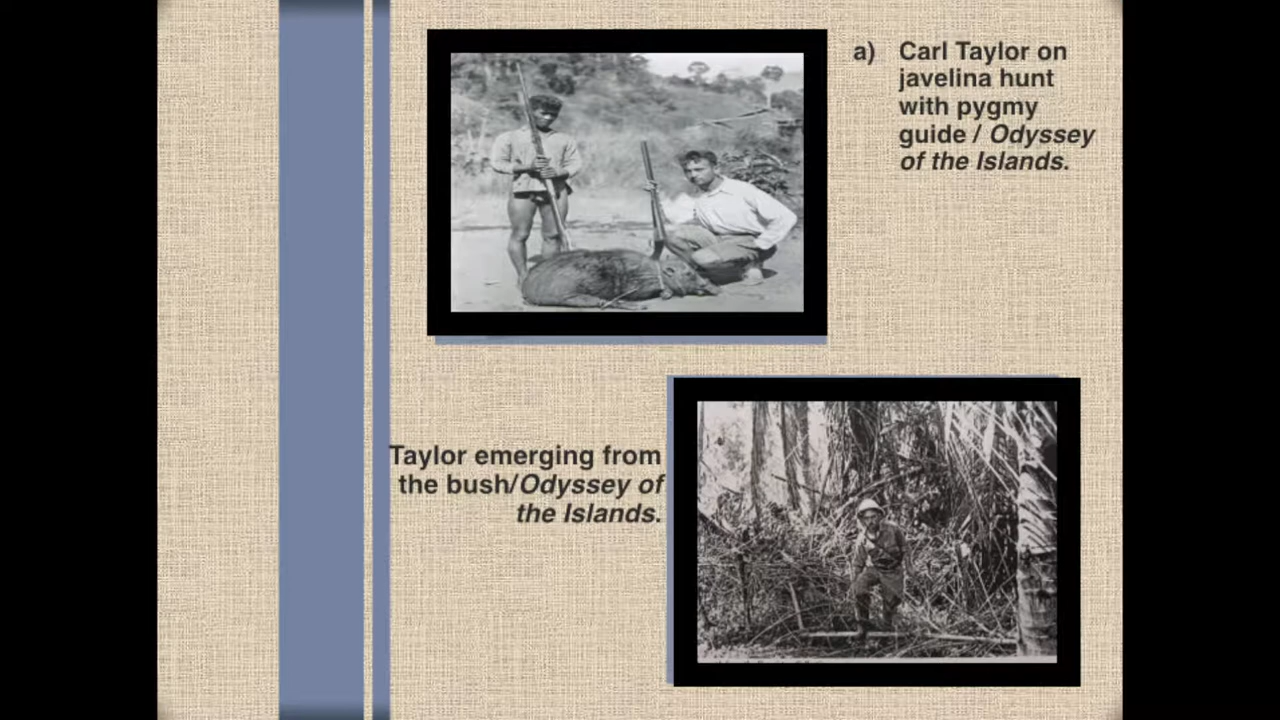 a) Carl Taylor on
javelina hunt
with pygmy
guide / Odyssey
of the Islands.
Taylor emerging from
the bush/Odyssey of
the Islands.